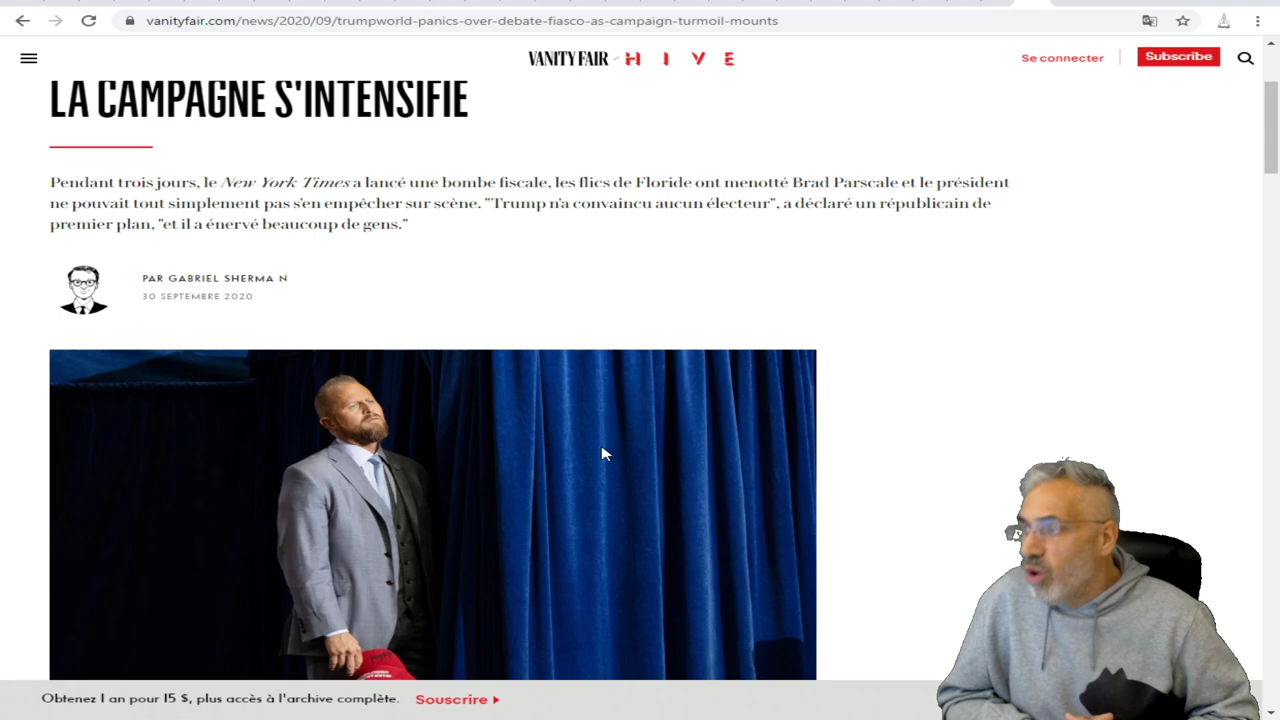 vanityfair.com/news/2020/09/trumpworld-panics-over-debate-fiasco-as-campaign-turmoil-mounts
VANITY FAIR HIVE
Se connecter
Subscribe
LA CAMPAGNE S'INTENSIFIE
Pendant trois jours, le New York Times a lancé une bombe fiscale, les flics de Floride ont menotté Brad Parscale et le président
ne pouvait tout simplement pas s'en empêcher sur scène. "Trump n'a convaincu aucun électeur", a déclaré un républicain de
premier plan, "et il a énervé beaucoup de gens."
PAR GABRIEL SHERMA N
30 SEPTEMBRE 2020
Obtenez 1 an pour 15 $, plus accès à l'archive complète. Souscrire